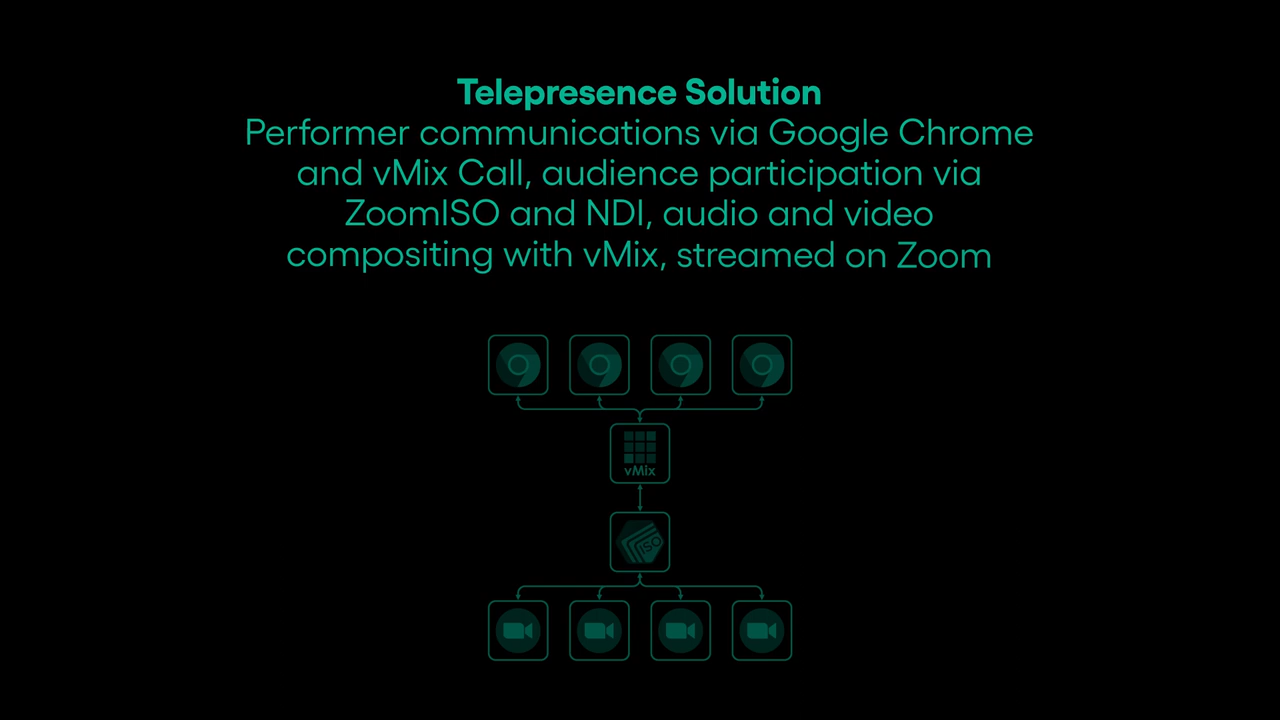 Telepresence Solution
Performer communications via Google Chrome
and vMix Call, audience participation via
ZoomISO and NDI, audio and video
compositing with vMix, streamed on Zoom
vMix
ISO